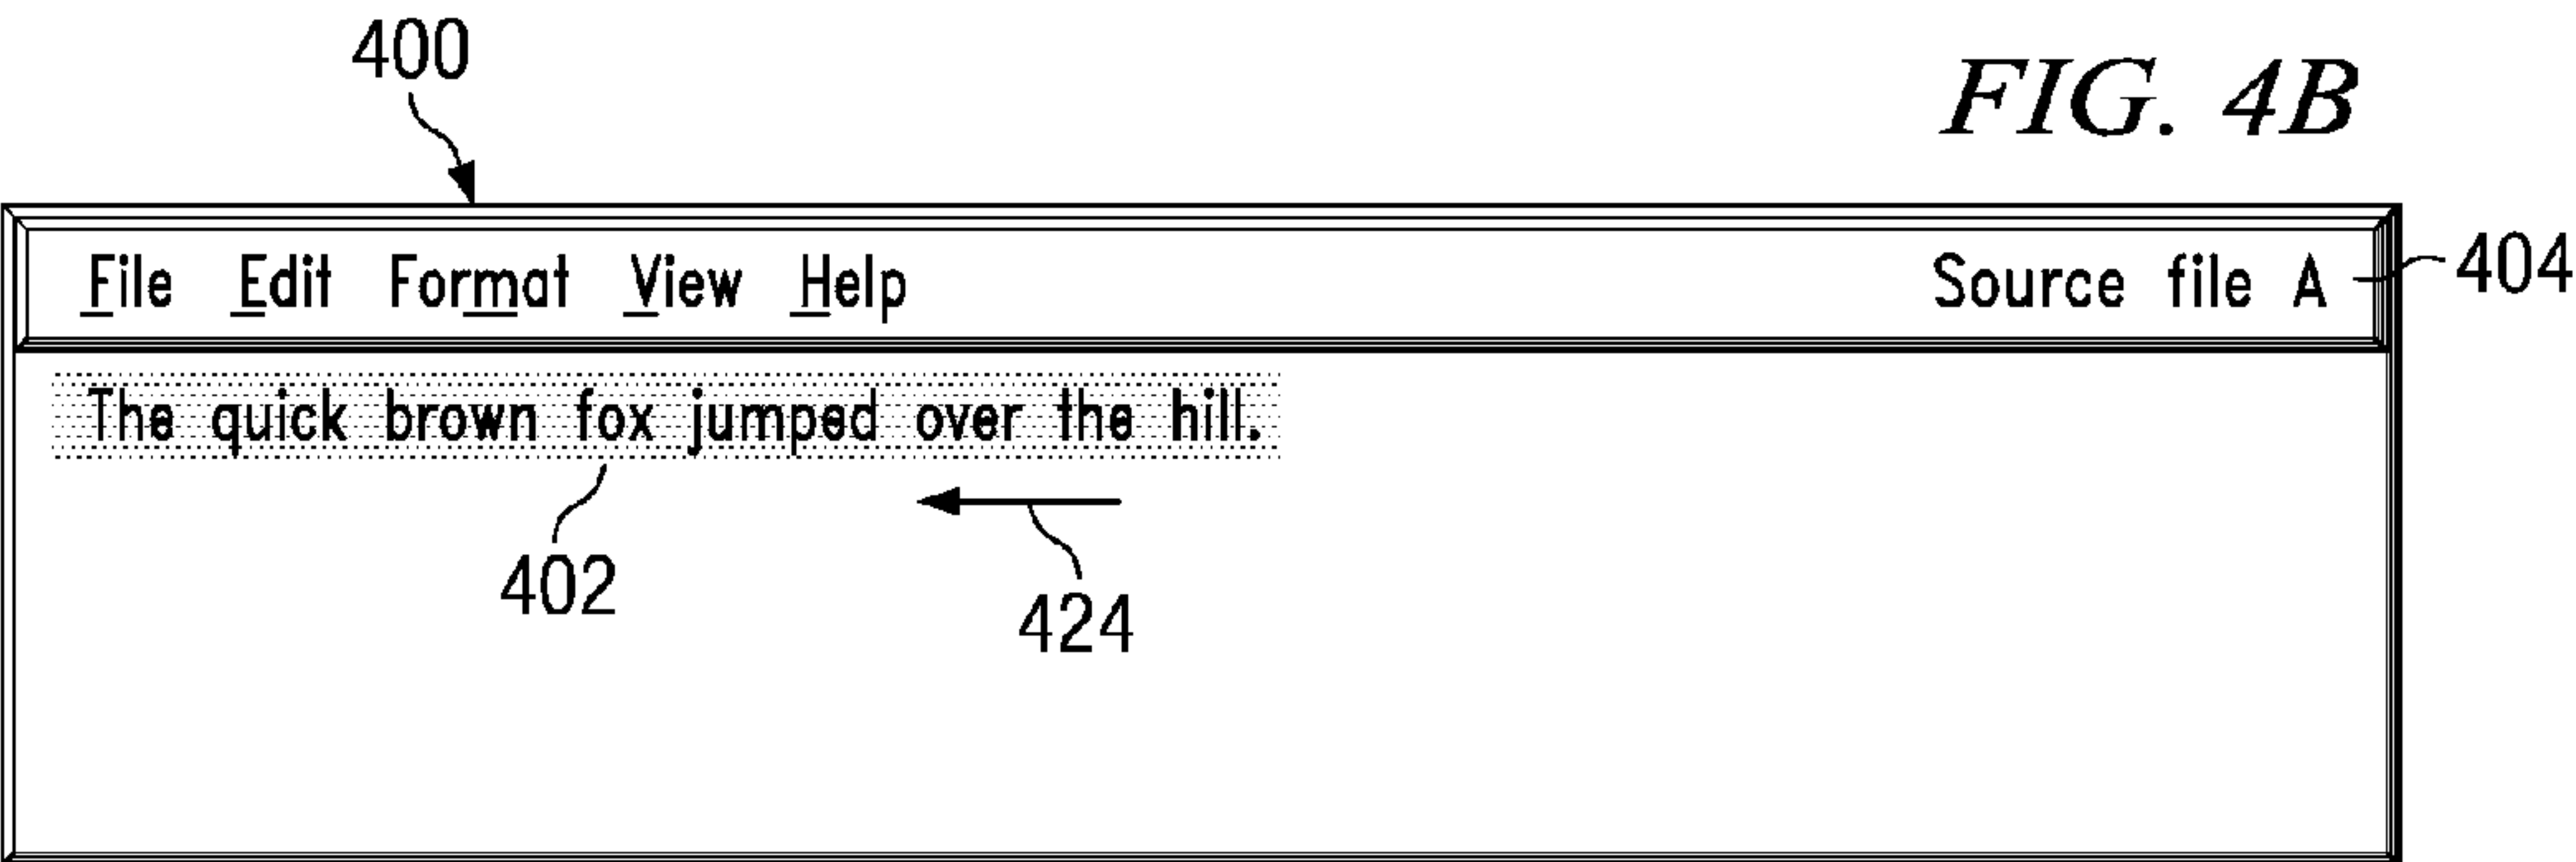 400
FIG. 4B
File Edit Format View Help Source file A 404
The quick brown fox jumped over the hill.
402
424